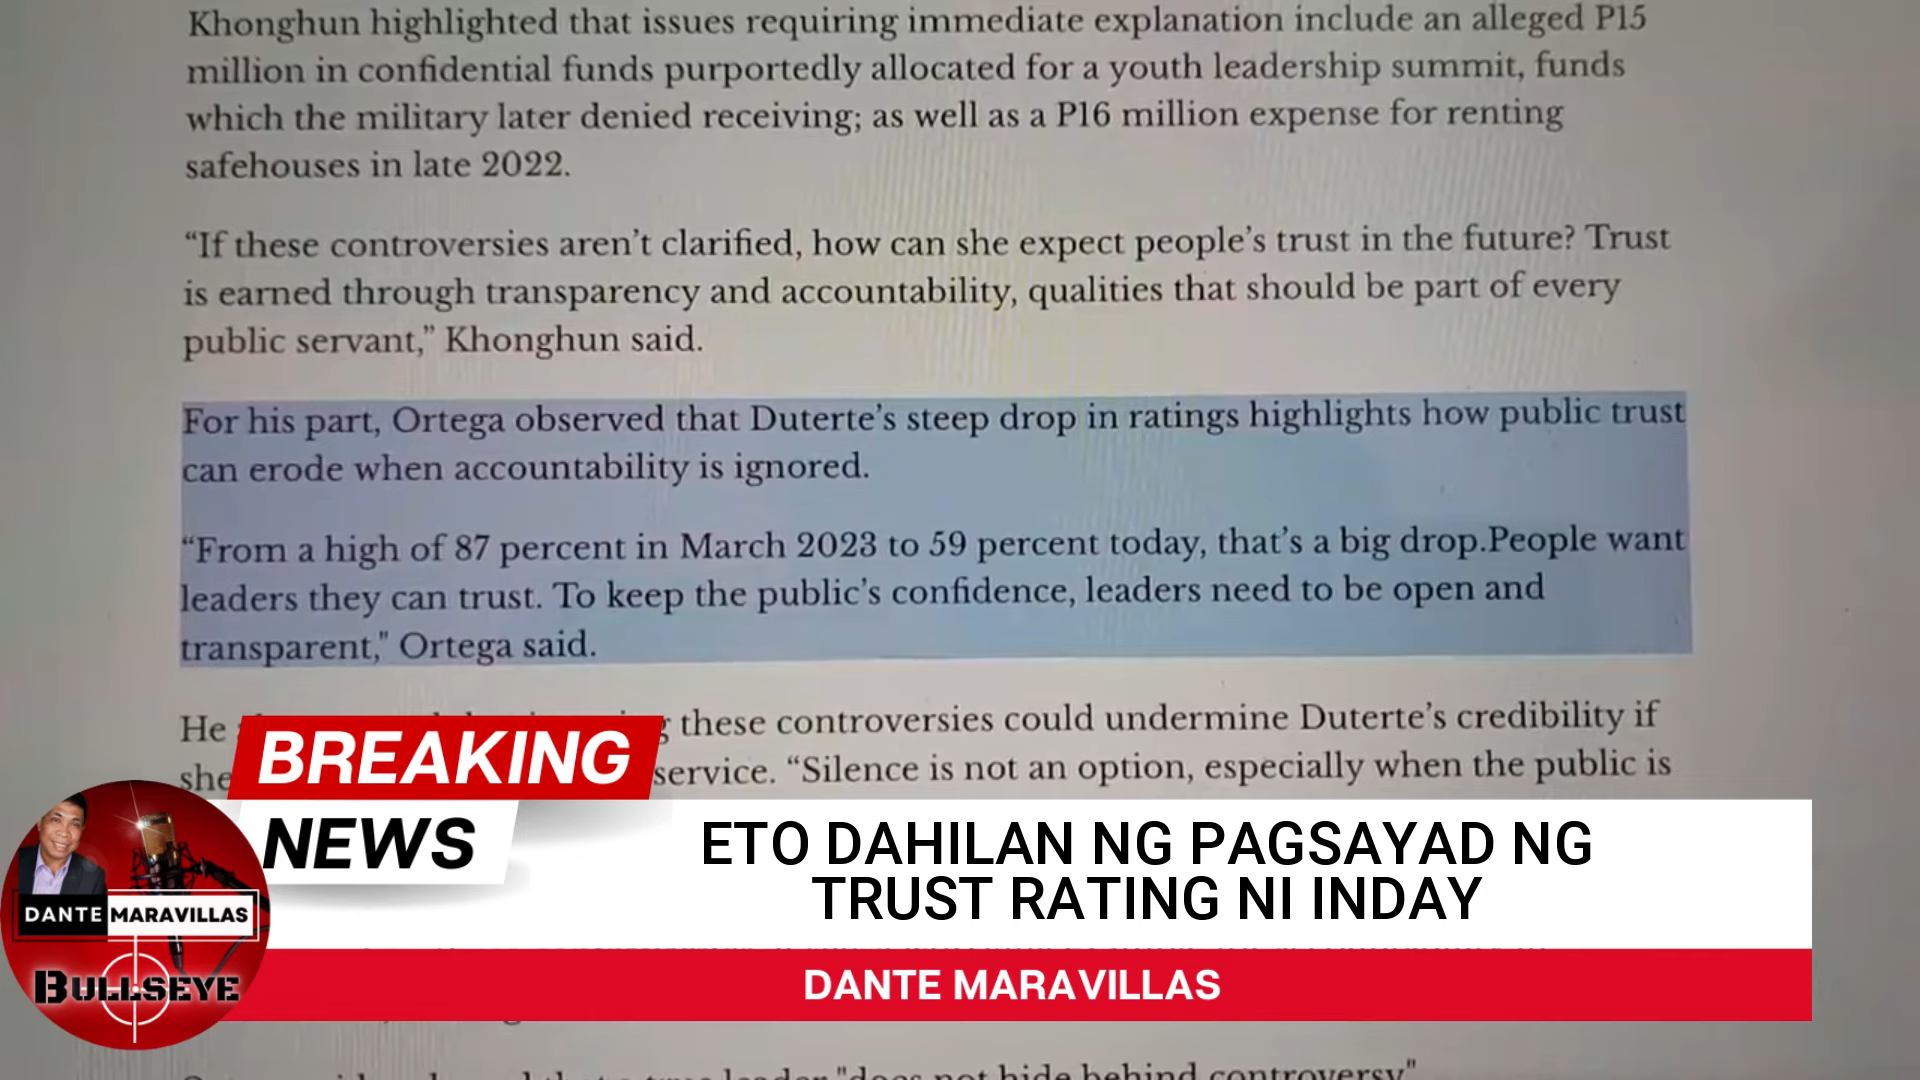 Khonghun highlighted that issues requiring immediate explanation include an alleged P15
million in confidential funds purportedly allocated for a youth leadership summit, funds
which the military later denied receiving; as well as a P16 million expense for renting
safehouses in late 2022.
“If these controversies aren’t clarified, how can she expect people’s trust in the future? Trust
is earned through transparency and accountability, qualities that should be part of every
public servant,” Khonghun said.
For his part, Ortega observed that Duterte’s steep drop in ratings highlights how public trust
can erode when accountability is ignored.
“From a high of 87 percent in March 2023 to 59 percent today, that’s a big drop.People want
leaders they can trust. To keep the public’s confidence, leaders need to be open and
transparent," Ortega said.
He these controversies could undermine Duterte’s credibility if
she service. “Silence is not an option, especially when the public is
BREAKING
NEWS
ETO DAHILAN NG PAGSAYAD NG
TRUST RATING NI INDAY
DANTE MARAVILLAS
DANTE MARAVILLAS
BULLSEYE
leader "does not hide behind controversy"